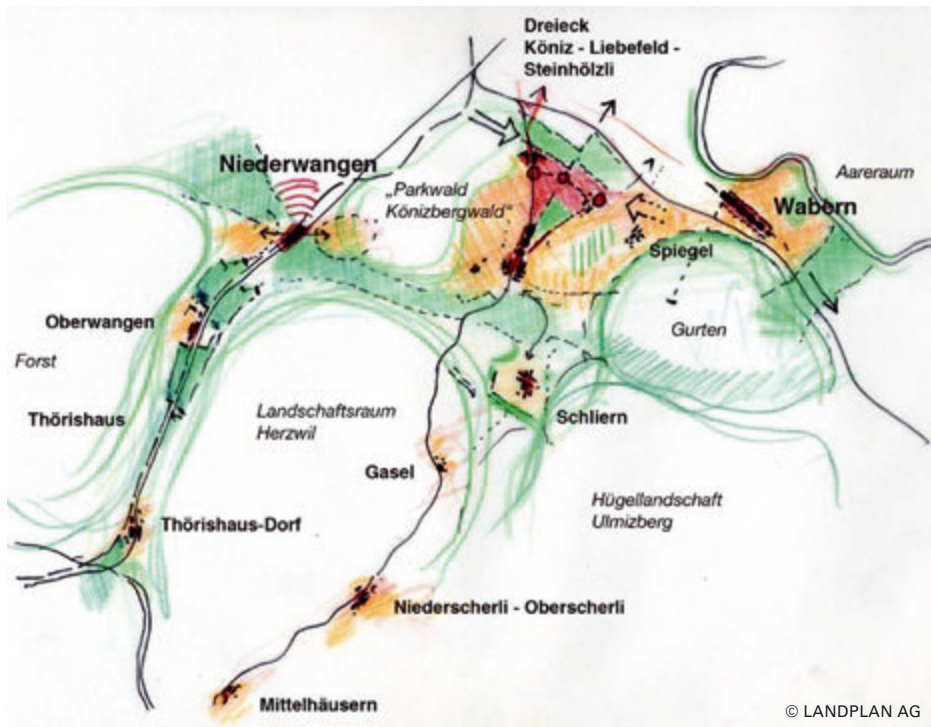 Dreieck
Köniz - Liebefeld -
Steinhölzli
Niederwangen
„Parkwald
Könizbergwald"
Aareraum
Wabern
Spiegel
Oberwangen
Gurten
Forst
Landschaftsraum
Herzwil
Thörishaus
Schliern
Gasel
Hügellandschaft
Ulmizberg
Thörishaus-Dorf
Niederscherli - Oberscherli
Mittelhäusern
© LANDPLAN AG